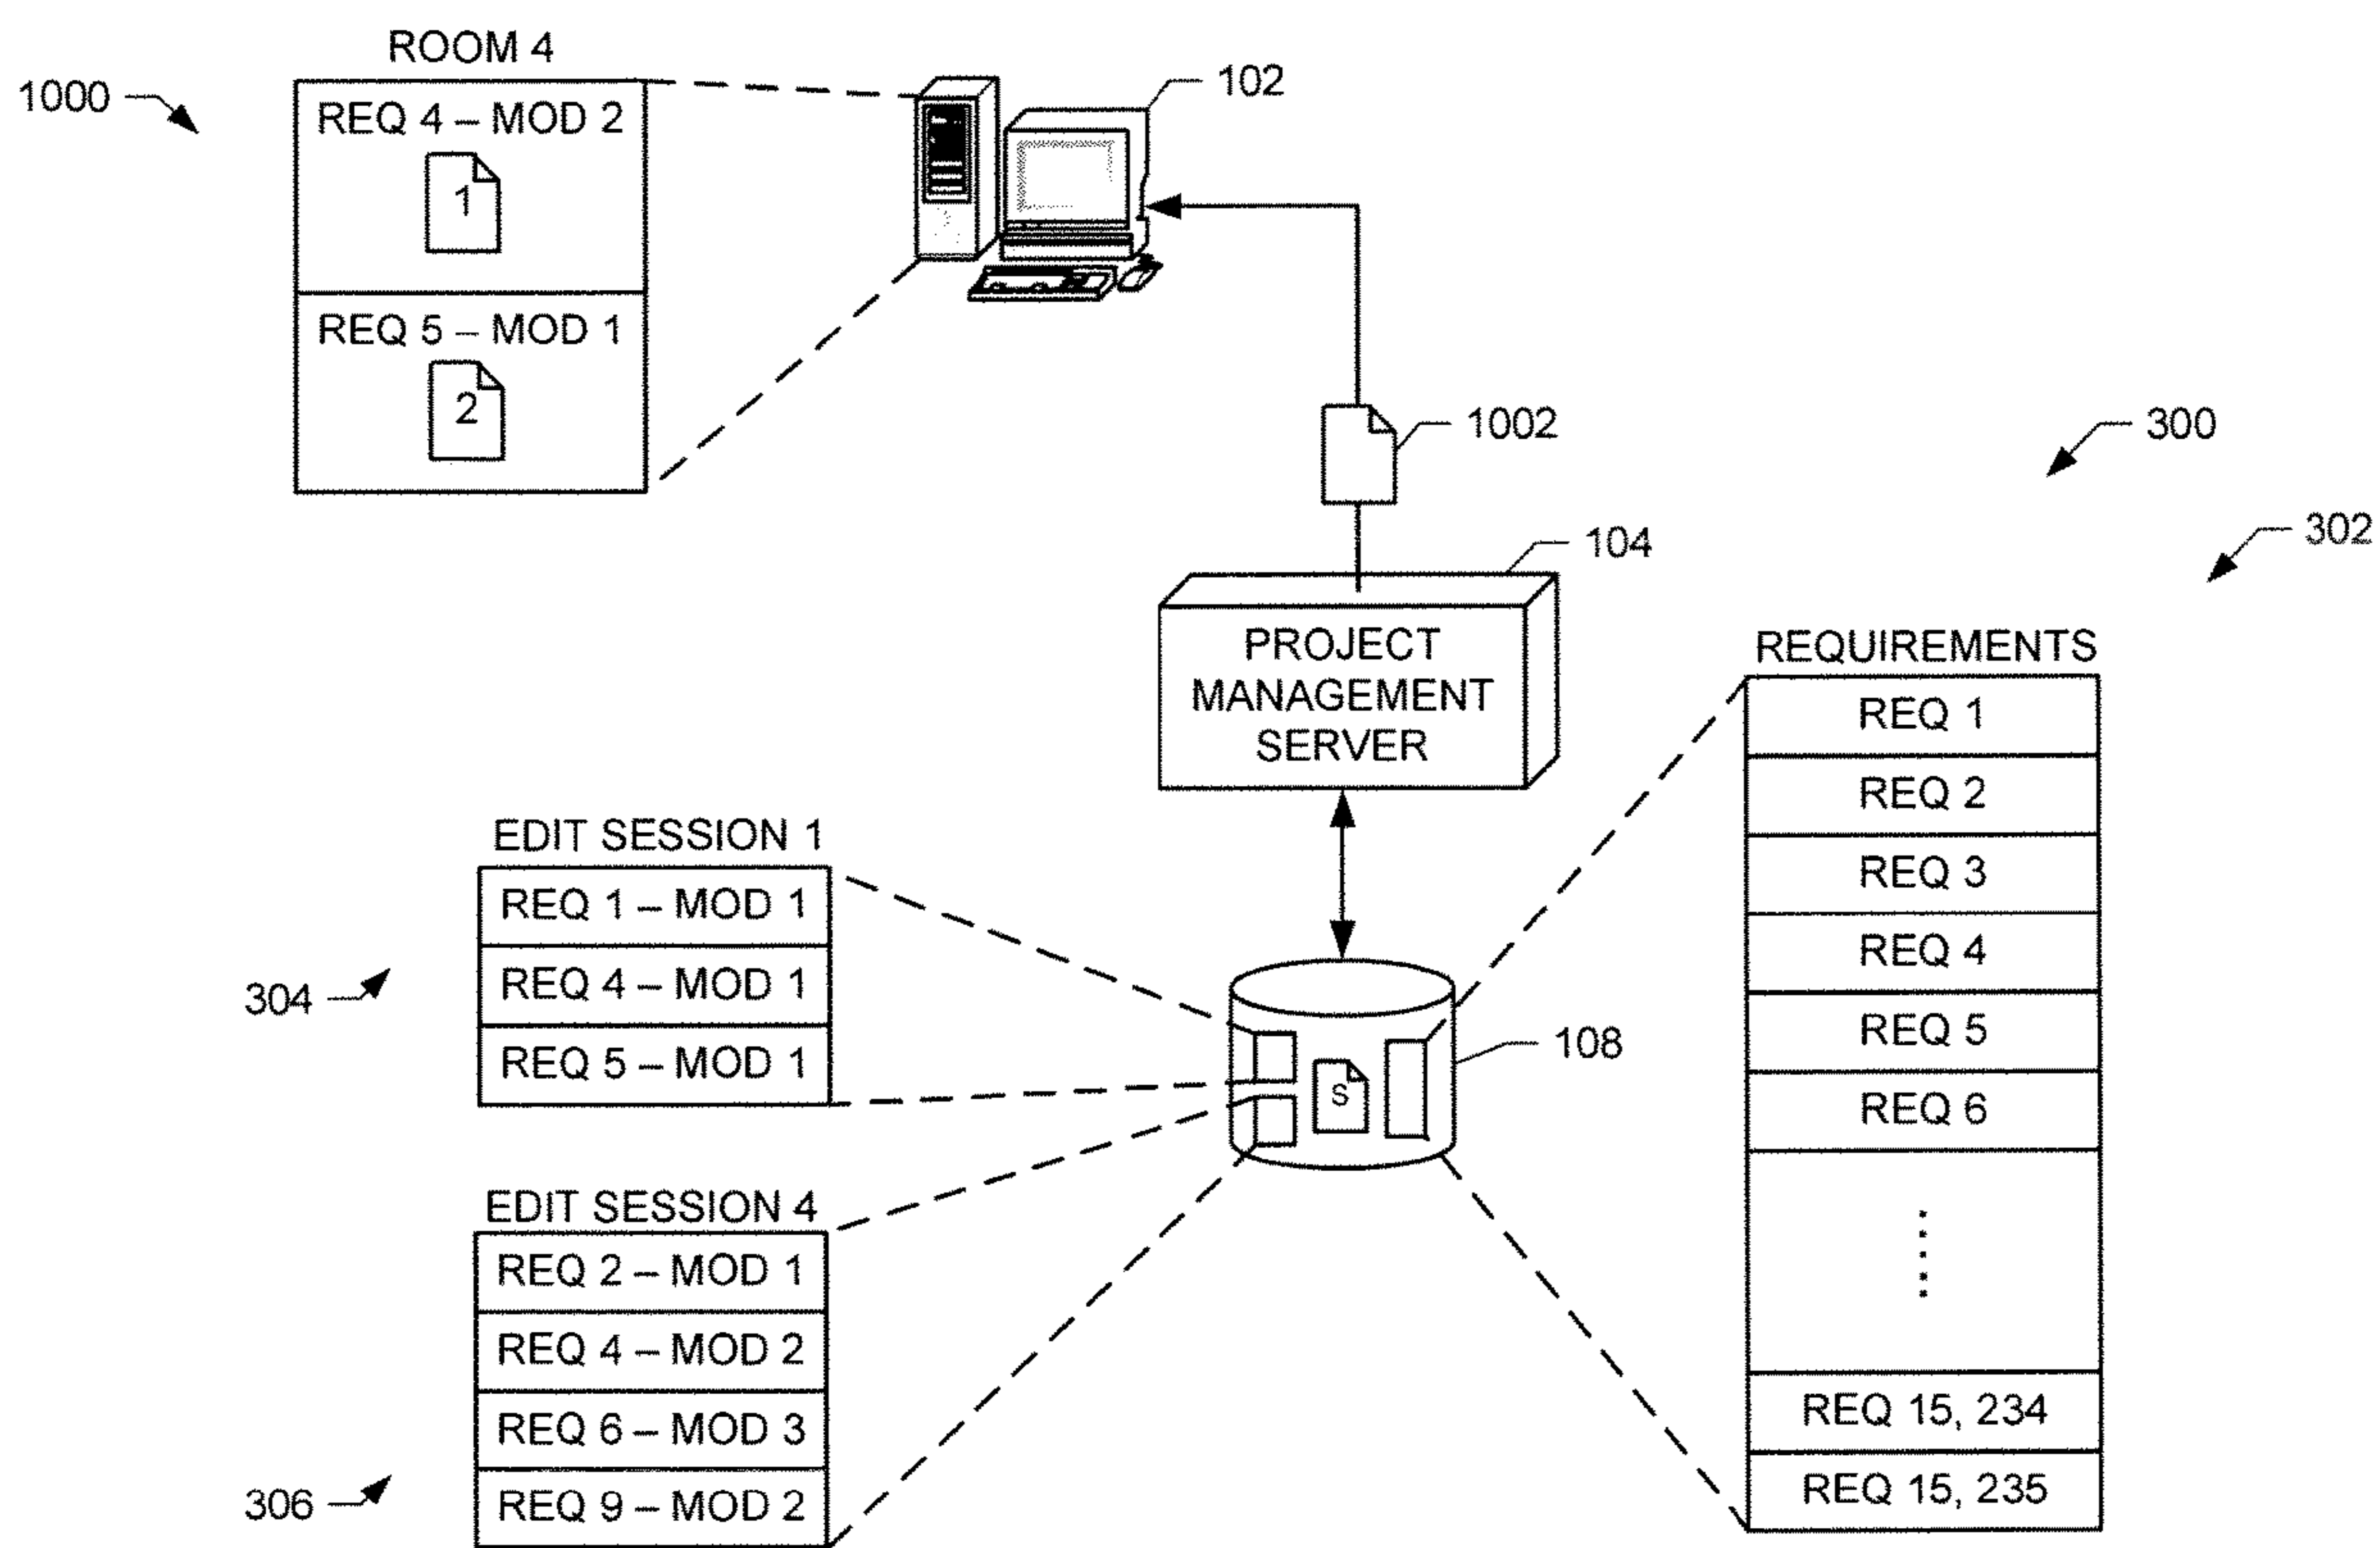 ROOM 4
1000
REQ 4 – MOD 2
1
REQ 5 – MOD 1
2
102
1002
300
302
104
PROJECT
MANAGEMENT
SERVER
REQUIREMENTS
REQ 1
REQ 2
REQ 3
REQ 4
REQ 5
REQ 6
REQ 15, 234
REQ 15, 235
EDIT SESSION 1
REQ 1 – MOD 1
REQ 4 – MOD 1
REQ 5 – MOD 1
304
S
108
EDIT SESSION 4
REQ 2 – MOD 1
REQ 4 – MOD 2
REQ 6 – MOD 3
REQ 9 – MOD 2
306